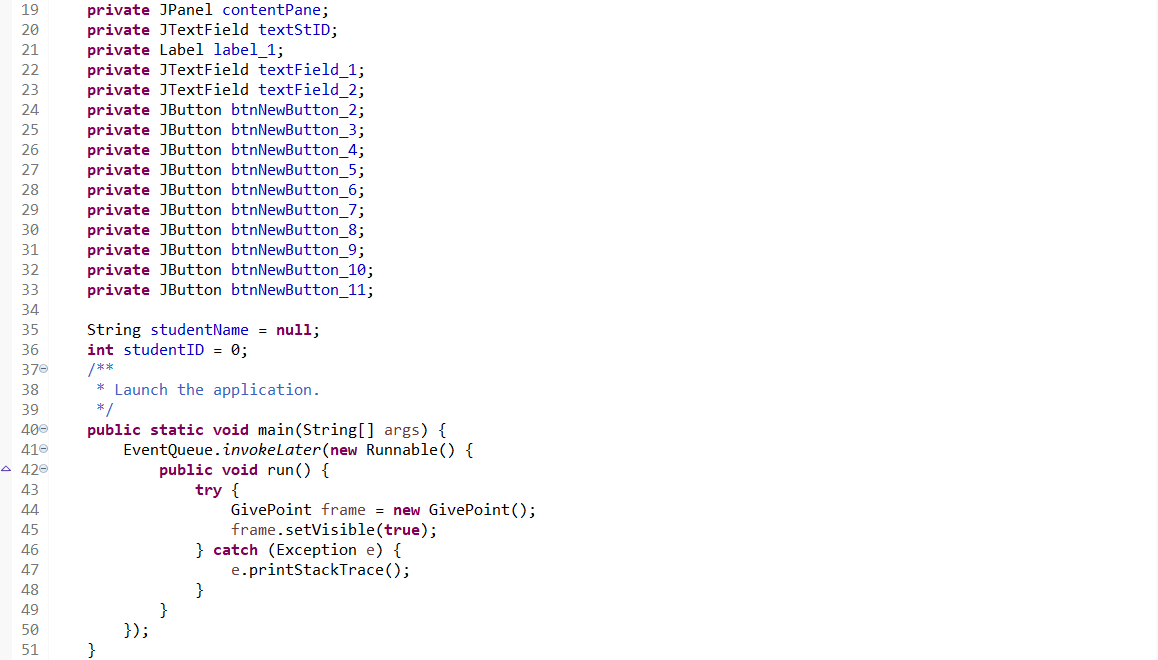 19 private JPanel contentPane;
20 private JTextField textStID;
21 private Label label_1;
22 private JTextField textField_1;
23 private JTextField textField_2;
24 private JButton btnNewButton_2;
25 private JButton btnNewButton_3;
26 private JButton btnNewButton_4;
27 private JButton btnNewButton_5;
28 private JButton btnNewButton_6;
29 private JButton btnNewButton_7;
30 private JButton btnNewButton_8;
31 private JButton btnNewButton_9;
32 private JButton btnNewButton_10;
33 private JButton btnNewButton_11;
34
35 String studentName = null;
36 int studentID = 0;
37 /**
38 * Launch the application.
39 */
40 public static void main(String[] args) {
41 EventQueue.invokeLater(new Runnable() {
42 public void run() {
43 try {
44 GivePoint frame = new GivePoint();
45 frame.setVisible(true);
46 } catch (Exception e) {
47 e.printStackTrace();
48 }
49 }
50 });
51 }